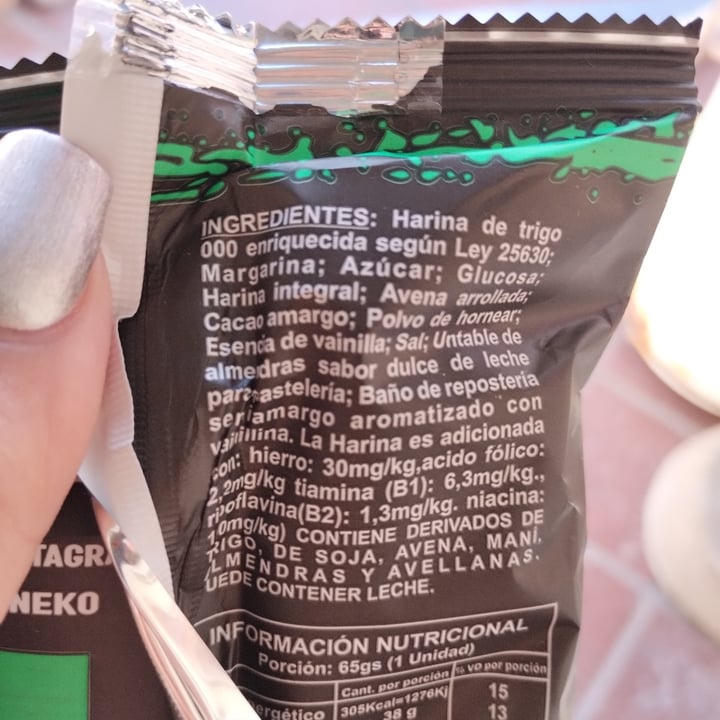 INGREDIENTES: Harina de trigo
000 enriquecida según Ley 25630;
Margarina; Azúcar; Glucosa;
Harina integral; Avena arrollada;
Cacao amargo; Polvo de hornear;
Esencia de vainilla; Sal; Untable de
almendras sabor dulce de leche
para pastelería; Baño de repostería
semiamargo aromatizado con
vainillina. La Harina es adicionada
con: hierro: 30mg/kg,acido fólico:
2,2mg/kg tiamina (B1): 6,3mg/kg.,
riboflavina(B2): 1,3mg/kg. niacina:
1,0mg/kg) CONTIENE DERIVADOS DE
TRIGO, DE SOJA, AVENA, MANÍ,
LMENDRAS Y AVELLANAS.
UEDE CONTENER LECHE.
TAGRA
NEKO
INFORMACIÓN NUTRICIONAL
Porción: 65gs (1 Unidad)
Cant. por porción % VD por porción
ergético 305Kcal=1276Kj 15
38 g 13